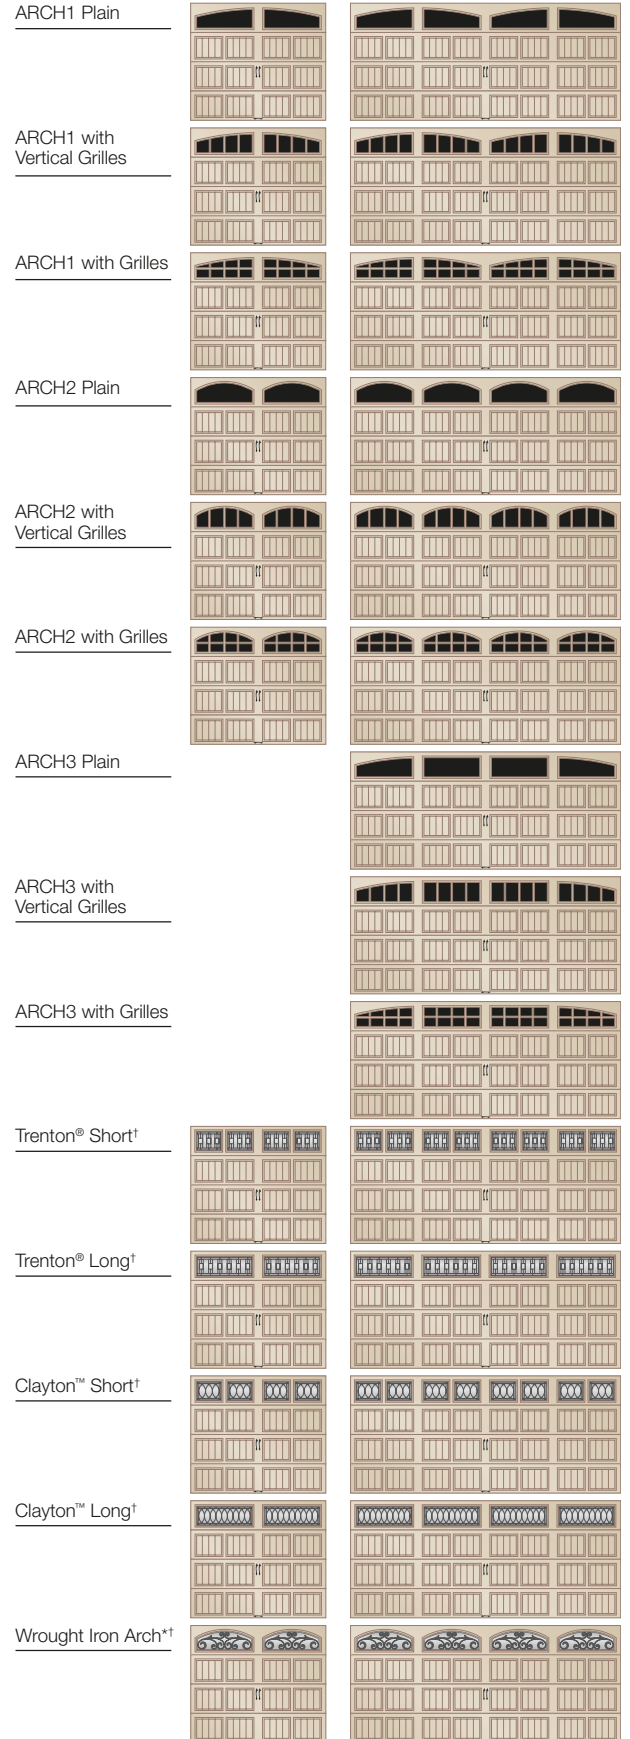 ARCH1 Plain
ARCH1 with
Vertical Grilles
ARCH1 with Grilles
ARCH2 Plain
ARCH2 with
Vertical Grilles
ARCH2 with Grilles
ARCH3 Plain
ARCH3 with
Vertical Grilles
ARCH3 with Grilles
Trenton® Short†
Trenton® Long†
Clayton™ Short†
Clayton™ Long†
Wrought Iron Arch*†